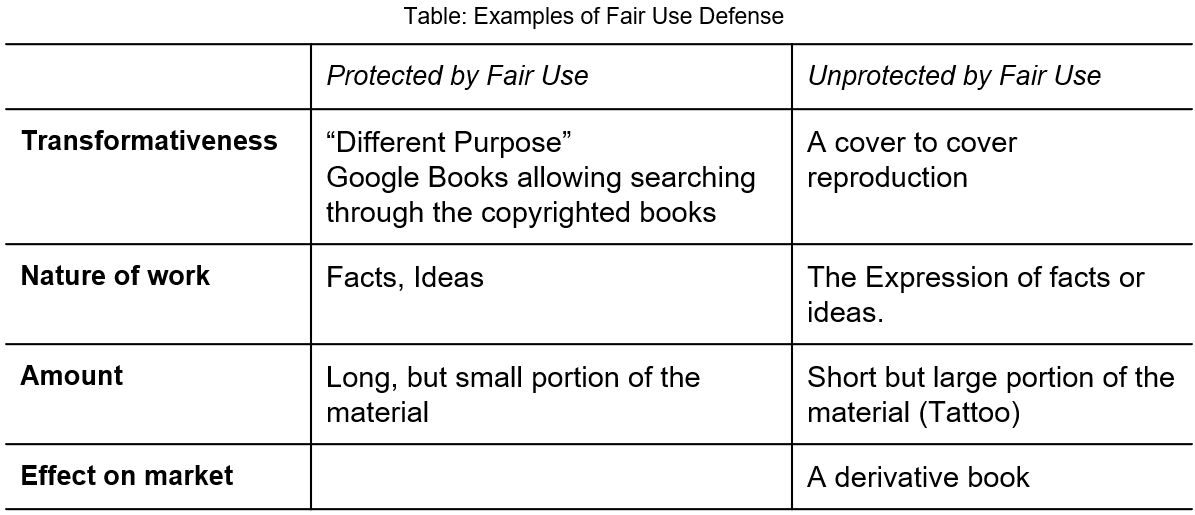 Table: Examples of Fair Use Defense
Protected by Fair Use
Unprotected by Fair Use
Transformativeness
“Different Purpose”
Google Books allowing searching
through the copyrighted books
A cover to cover
reproduction
Nature of work
Facts, Ideas
The Expression of facts or
ideas.
Amount
Long, but small portion of the
material
Short but large portion of the
material (Tattoo)
Effect on market
A derivative book